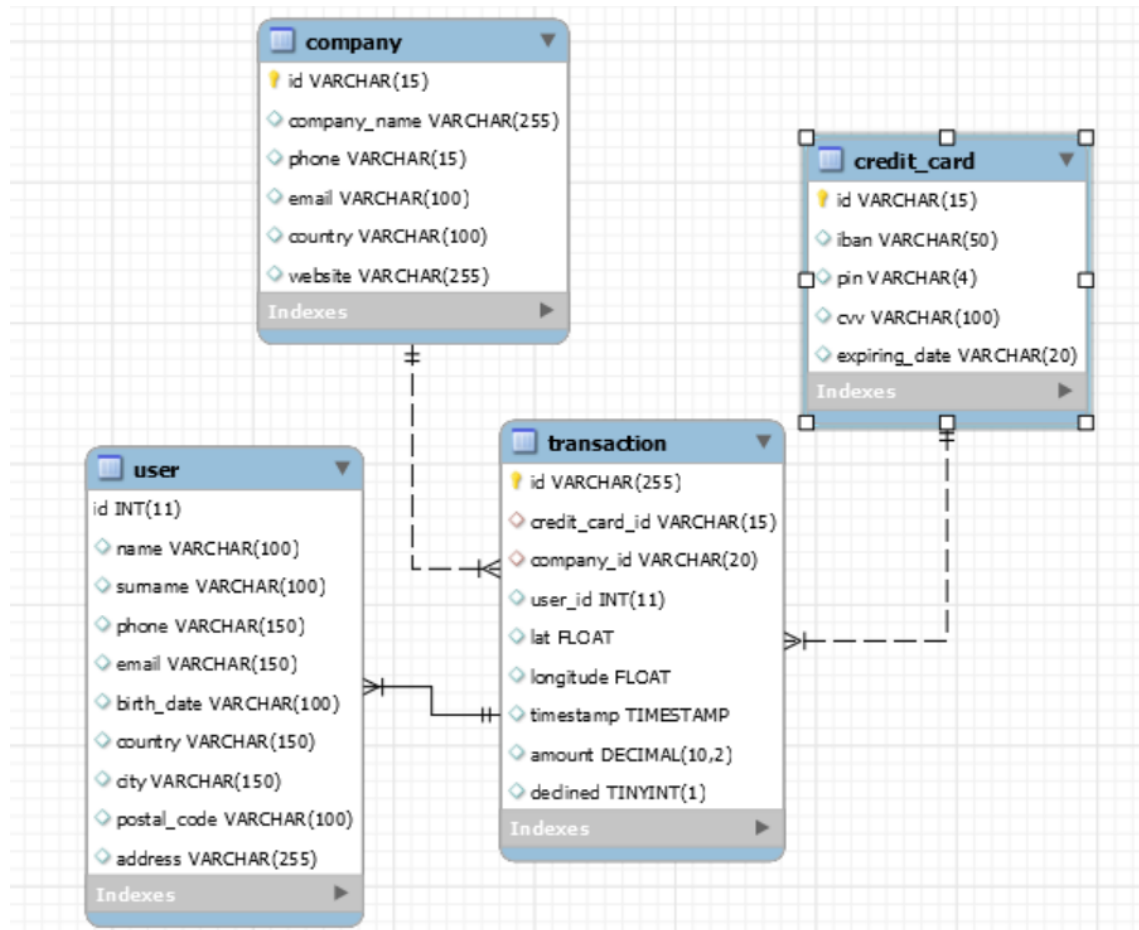 company
id VARCHAR(15)
company_name VARCHAR(255)
phone VARCHAR(15)
email VARCHAR(100)
country VARCHAR(100)
website VARCHAR(255)
Indexes
credit_card
id VARCHAR(15)
iban VARCHAR(50)
pin VARCHAR(4)
cvv VARCHAR(100)
expiring_date VARCHAR(20)
Indexes
user
id INT(11)
name VARCHAR(100)
surname VARCHAR(100)
phone VARCHAR(150)
email VARCHAR(150)
birth_date VARCHAR(100)
country VARCHAR(150)
city VARCHAR(150)
postal_code VARCHAR(100)
address VARCHAR(255)
Indexes
transaction
id VARCHAR(255)
credit_card_id VARCHAR(15)
company_id VARCHAR(20)
user_id INT(11)
lat FLOAT
longitude FLOAT
timestamp TIMESTAMP
amount DECIMAL(10,2)
declined TINYINT(1)
Indexes